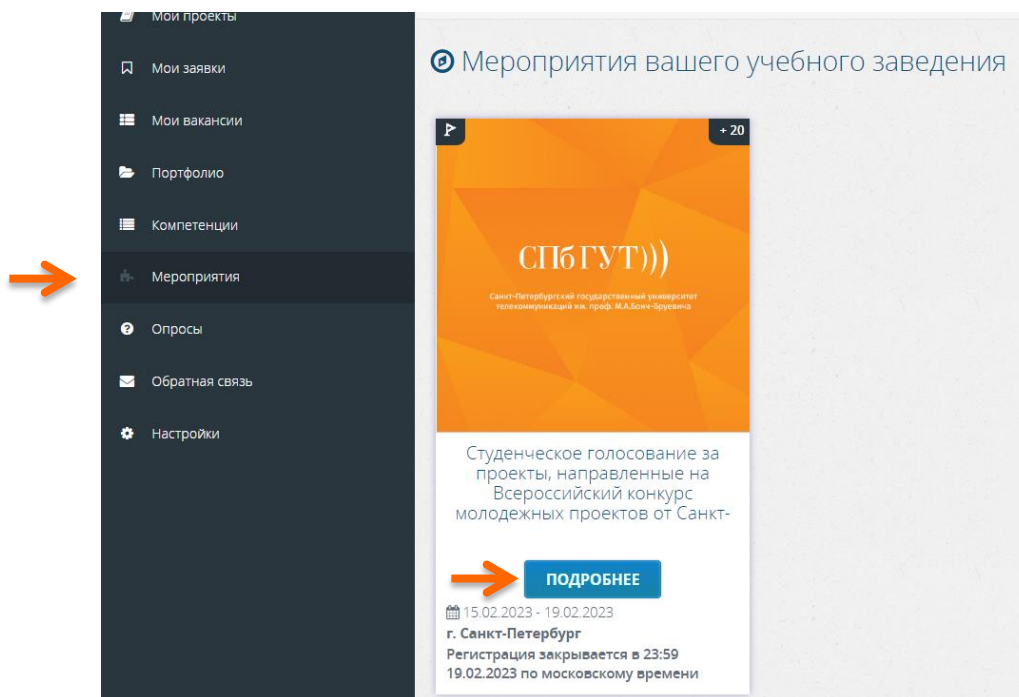 Мои проекты
Мои заявки
Мои вакансии
Портфолио
Компетенции
Мероприятия
Опросы
Обратная связь
Настройки
Мероприятия вашего учебного заведения
+ 20
СПбГУТ)))
Санкт-Петербургский государственный университет
телекоммуникаций им. проф. М.А.Бонч-Бруевича
Студенческое голосование за
проекты, направленные на
Всероссийский конкурс
молодежных проектов от Санкт-
ПОДРОБНЕЕ
15.02.2023 - 19.02.2023
г. Санкт-Петербург
Регистрация закрывается в 23:59
19.02.2023 по московскому времени